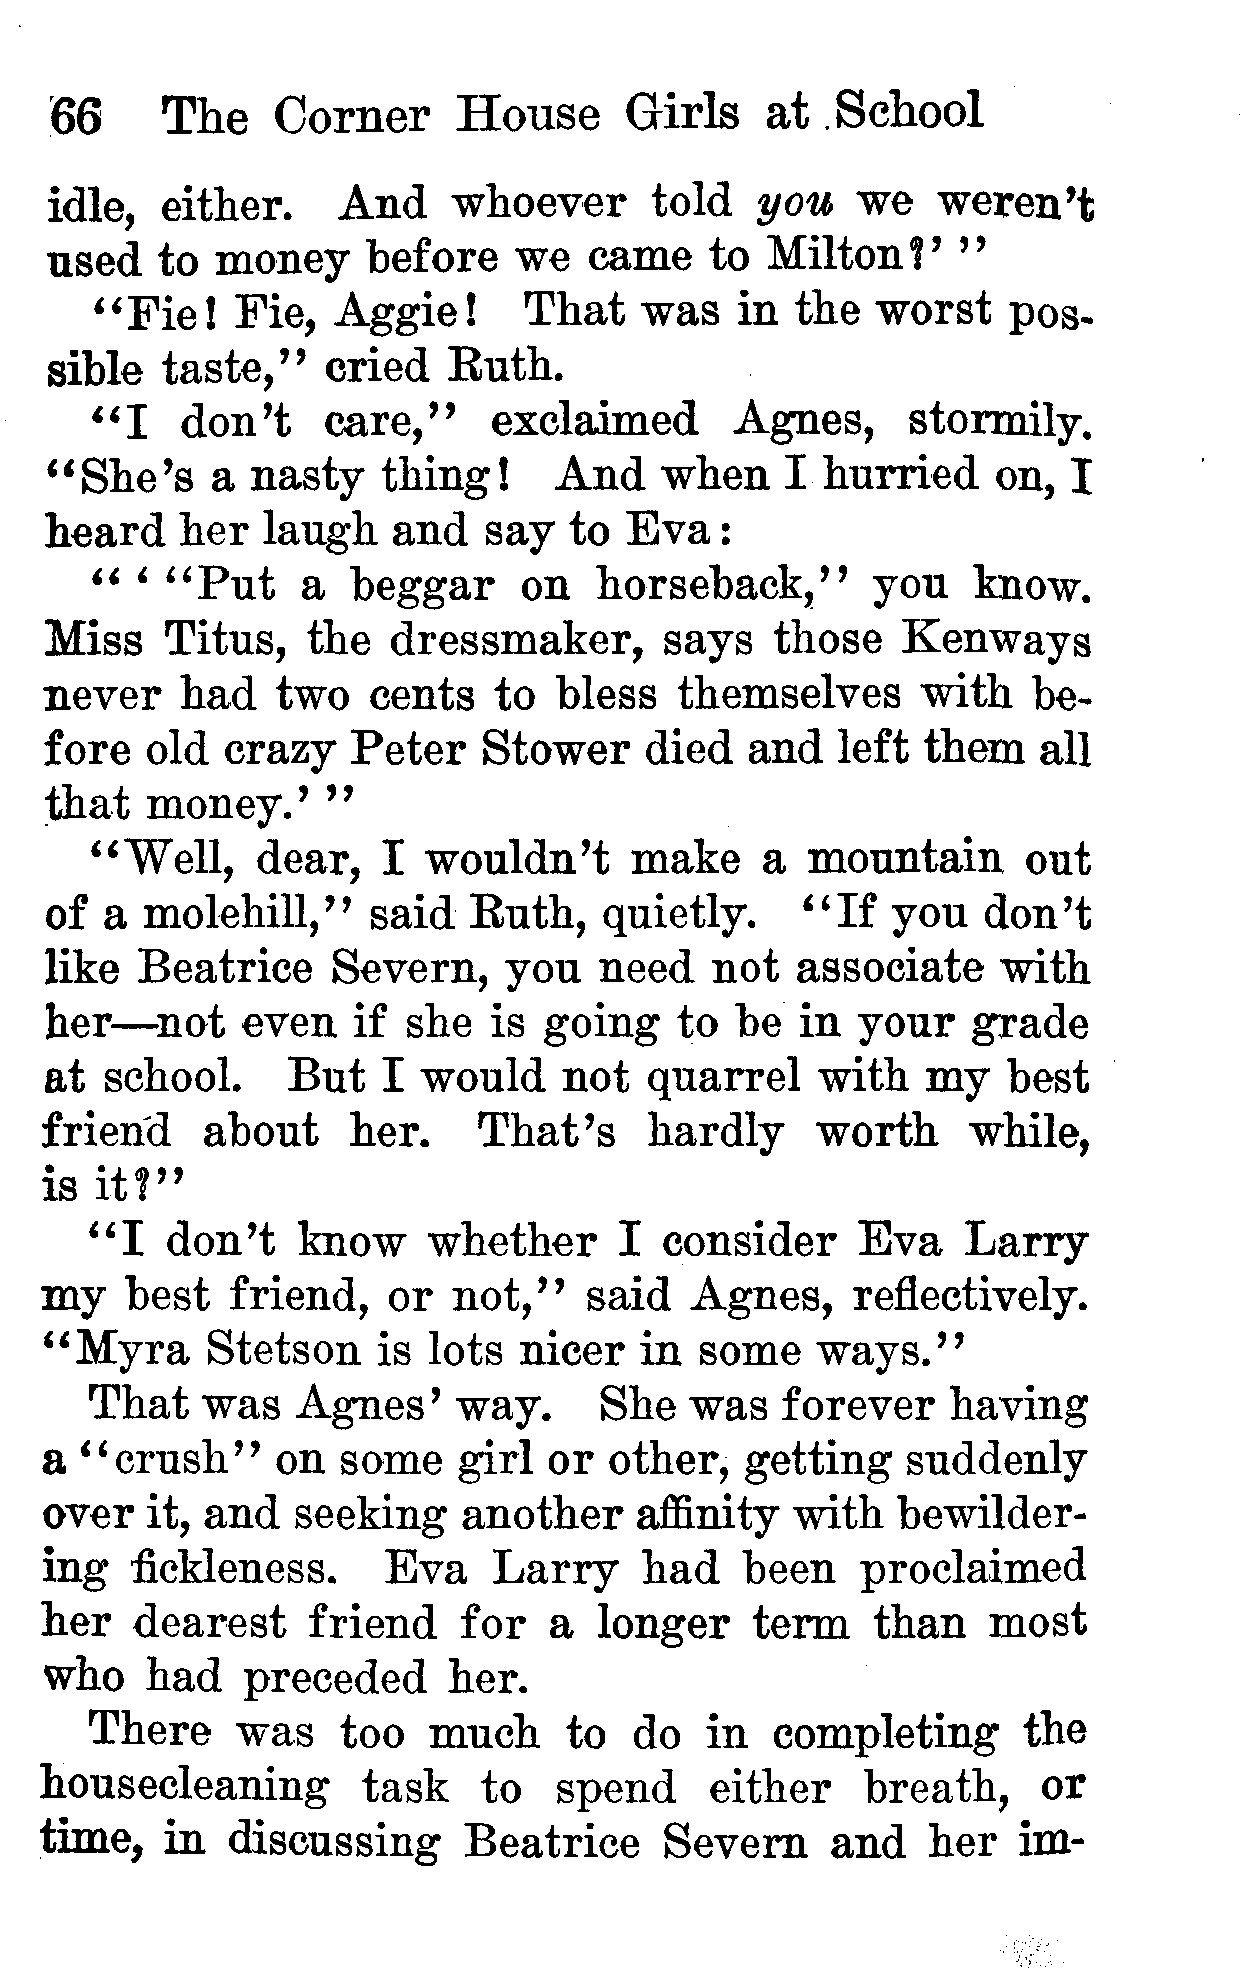 66 The Corner House Girls at School
idle, either. And whoever told you we weren't
used to money before we came to Milton?' "
"Fie! Fie, Aggie! That was in the worst pos-
sible taste," cried Ruth.
"I don't care," exclaimed Agnes, stormily.
"She's a nasty thing! And when I hurried on, I
heard her laugh and say to Eva:
" ' "Put a beggar on horseback," you know.
Miss Titus, the dressmaker, says those Kenways
never had two cents to bless themselves with be-
fore old crazy Peter Stower died and left them all
that money.' "
"Well, dear, I wouldn't make a mountain out
of a molehill," said Ruth, quietly. "If you don't
like Beatrice Severn, you need not associate with
her—not even if she is going to be in your grade
at school. But I would not quarrel with my best
friend about her. That's hardly worth while,
is it?"
"I don't know whether I consider Eva Larry
my best friend, or not," said Agnes, reflectively.
"Myra Stetson is lots nicer in some ways."
That was Agnes' way. She was forever having
a "crush" on some girl or other, getting suddenly
over it, and seeking another affinity with bewilder-
ing fickleness. Eva Larry had been proclaimed
her dearest friend for a longer term than most
who had preceded her.
There was too much to do in completing the
housecleaning task to spend either breath, or
time, in discussing Beatrice Severn and her im-